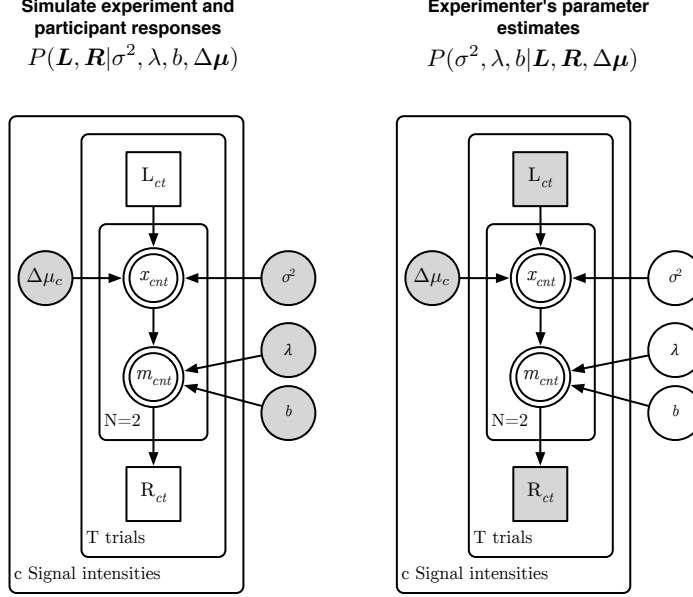 Simulate experiment and
participant responses
P(L, R|σ², λ, b, Δμ)
L_ct
Δμ_c
x_cnt
σ²
λ
m_cnt
b
N=2
R_ct
T trials
c Signal intensities
Experimenter's parameter
estimates
P(σ², λ, b|L, R, Δμ)
L_ct
Δμ_c
x_cnt
σ²
λ
m_cnt
b
N=2
R_ct
T trials
c Signal intensities